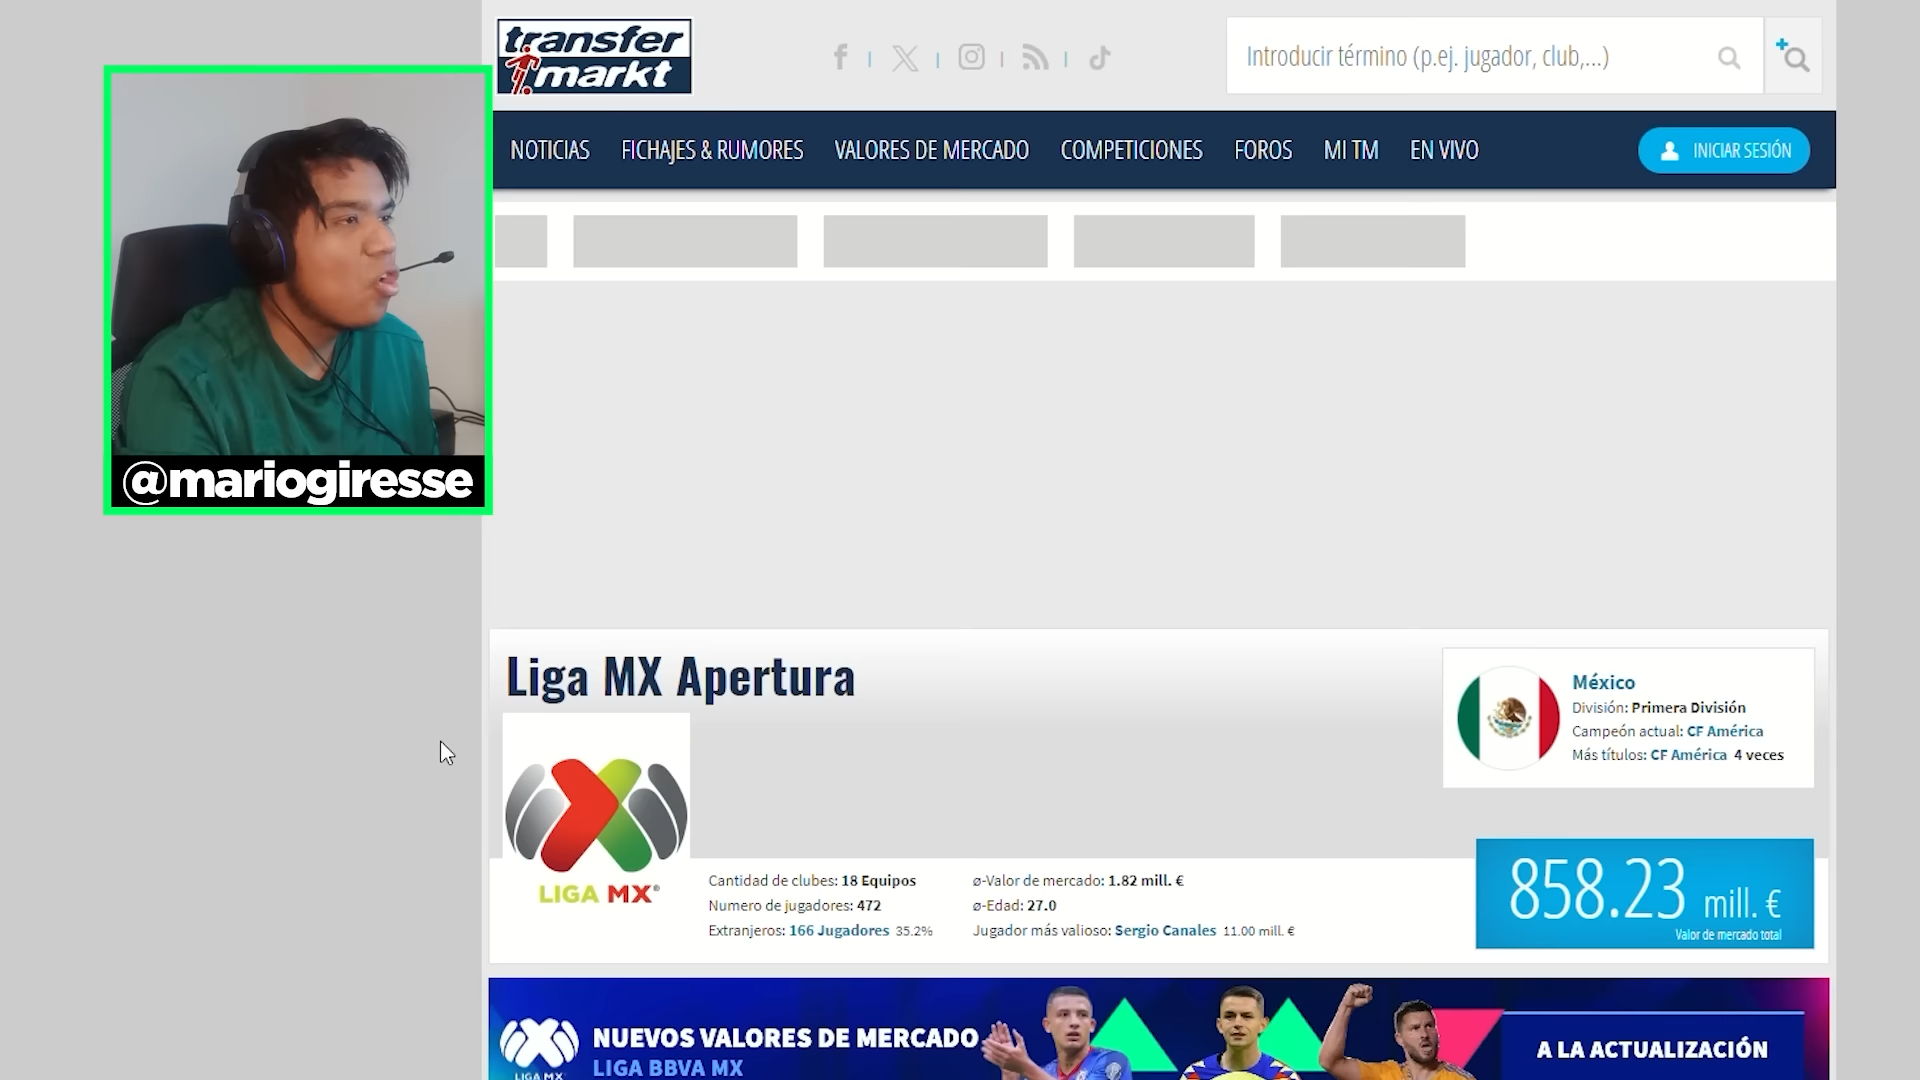 transfer
markt
Introducir término (p.ej. jugador, club,...)
NOTICIAS FICHAJES & RUMORES VALORES DE MERCADO COMPETICIONES FOROS MI TM EN VIVO
INICIAR SESIÓN
@mariogiresse
Liga MX Apertura
México
División: Primera División
Campeón actual: CF América
Más títulos: CF América 4 veces
LIGA MX®
Cantidad de clubes: 18 Equipos
Numero de jugadores: 472
Extranjeros: 166 Jugadores 35.2%
ø-Valor de mercado: 1.82 mill. €
ø-Edad: 27.0
Jugador más valioso: Sergio Canales 11.00 mill. €
858.23 mill. €
Valor de mercado total
LIGA MX
NUEVOS VALORES DE MERCADO
LIGA BBVA MX
A LA ACTUALIZACIÓN